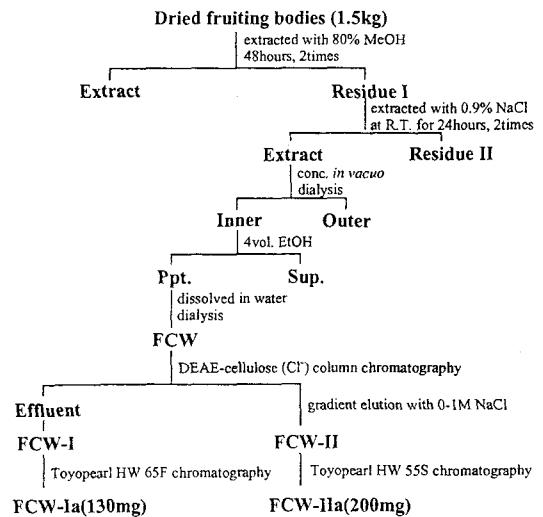 Dried fruiting bodies (1.5kg)
extracted with 80% MeOH
48hours, 2times
Extract
Residue I
extracted with 0.9% NaCl
at R.T. for 24hours, 2times
Extract
Residue II
conc. in vacuo
dialysis
Inner
Outer
4vol. EtOH
Ppt.
Sup.
dissolved in water
dialysis
FCW
DEAE-cellulose (Cl⁻) column chromatography
Effluent
gradient elution with 0-1M NaCl
FCW-I
FCW-II
Toyopearl HW 65F chromatography
Toyopearl HW 55S chromatography
FCW-Ia(130mg)
FCW-IIa(200mg)